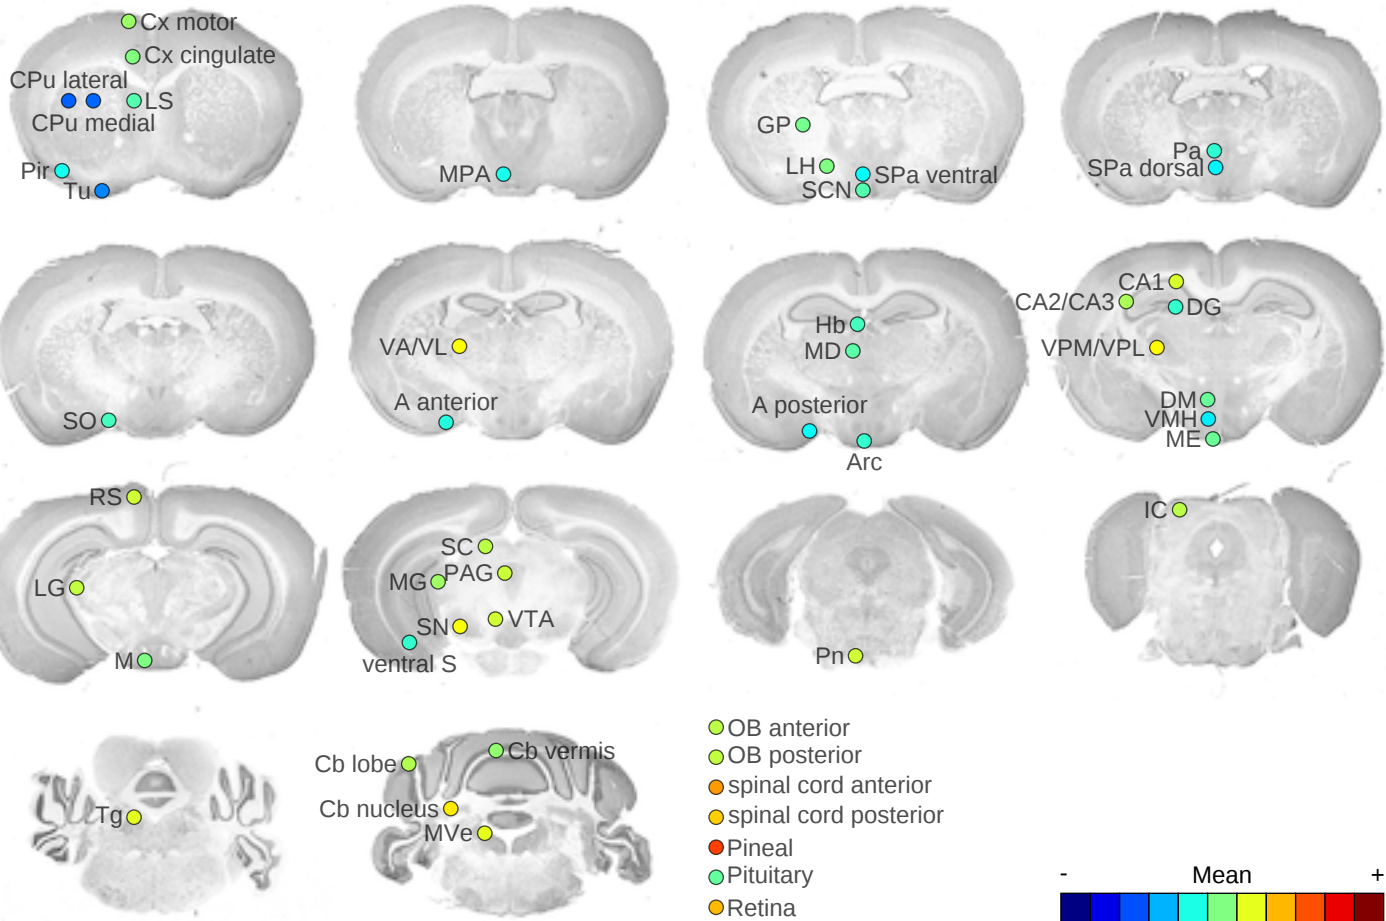 Cx motor
Cx cingulate
CPu lateral
LS
CPu medial
Pir
Tu
MPA
GP
LH
SPa ventral
SCN
Pa
SPa dorsal
SO
VA/VL
A anterior
Hb
MD
A posterior
Arc
CA1
CA2/CA3
DG
VPM/VPL
DM
VMH
ME
RS
LG
M
SC
MG
PAG
SN
VTA
ventral S
Pn
IC
Tg
Cb lobe
Cb vermis
Cb nucleus
MVe
OB anterior
OB posterior
spinal cord anterior
spinal cord posterior
Pineal
Pituitary
Retina
- Mean +